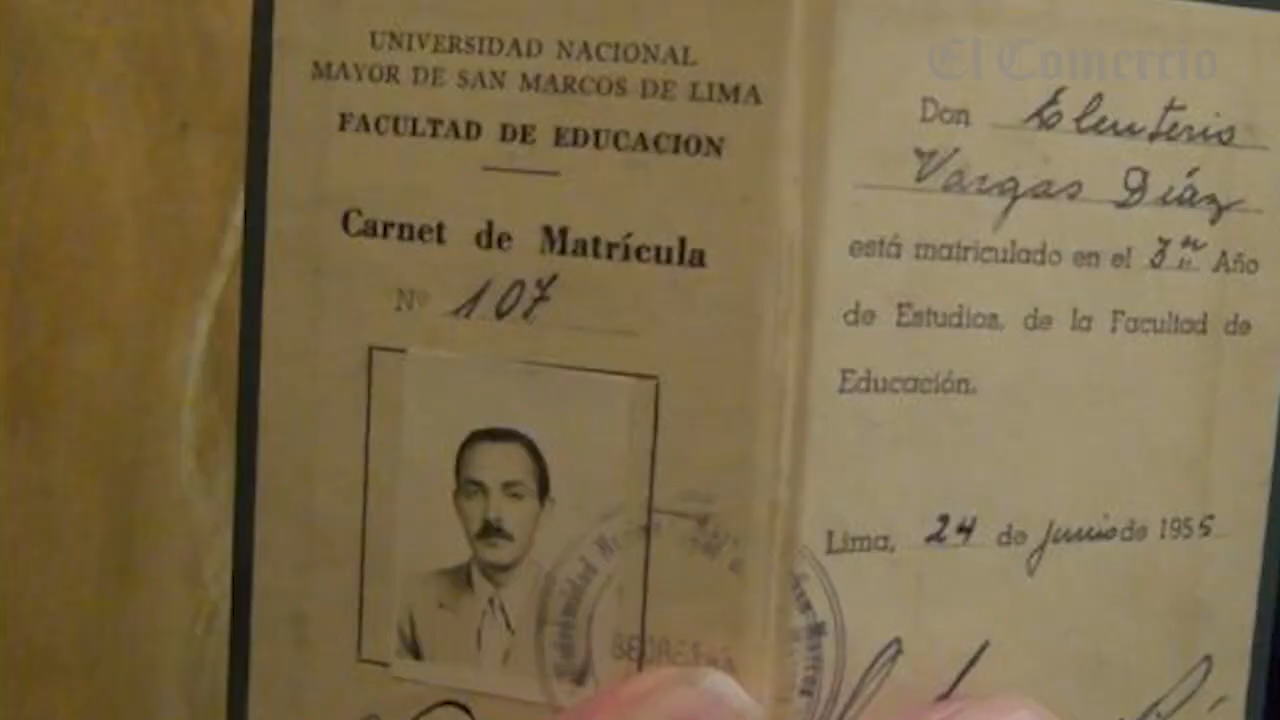 UNIVERSIDAD NACIONAL
MAYOR DE SAN MARCOS DE LIMA
FACULTAD DE EDUCACION
Carnet de Matrícula
Nº 107
El Comercio
Don Eleuterio
Vargas Díaz
está matriculado en el 3er Año
de Estudios, de la Facultad de
Educación.
Lima, 24 de Junio de 1955